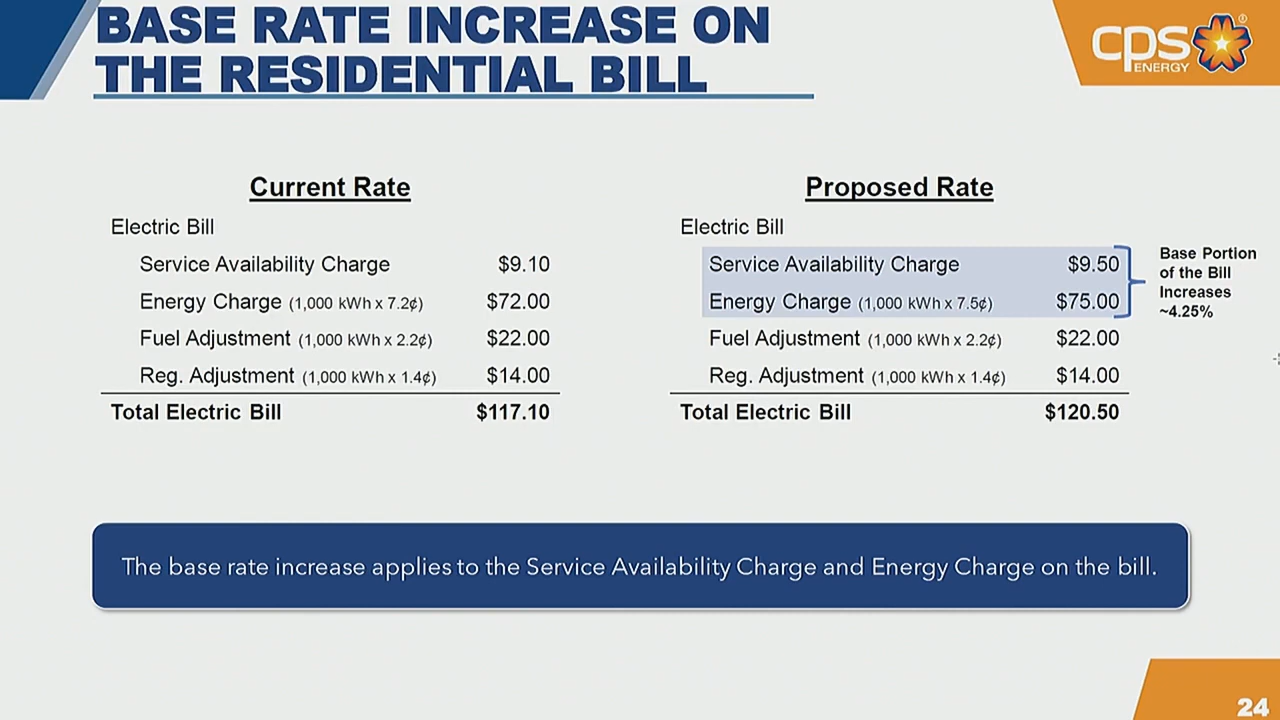 BASE RATE INCREASE ON
THE RESIDENTIAL BILL
cps
ENERGY
®
Current Rate
Electric Bill
Service Availability Charge $9.10
Energy Charge (1,000 kWh x 7.2¢) $72.00
Fuel Adjustment (1,000 kWh x 2.2¢) $22.00
Reg. Adjustment (1,000 kWh x 1.4¢) $14.00
Total Electric Bill $117.10
Proposed Rate
Electric Bill
Service Availability Charge $9.50
Energy Charge (1,000 kWh x 7.5¢) $75.00
Fuel Adjustment (1,000 kWh x 2.2¢) $22.00
Reg. Adjustment (1,000 kWh x 1.4¢) $14.00
Total Electric Bill $120.50
Base Portion
of the Bill
Increases
~4.25%
The base rate increase applies to the Service Availability Charge and Energy Charge on the bill.
24